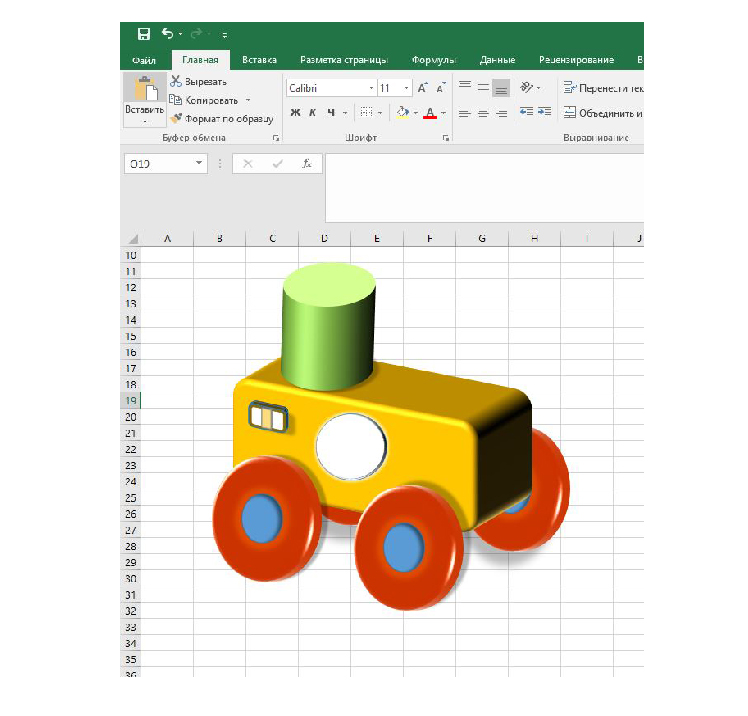 Файл Главная Вставка Разметка страницы Формулы Данные Рецензирование В
Вставить
Вырезать
Копировать
Формат по образцу
Буфер обмена
Calibri 11
Ж К Ч
Шрифт
Перенести тек
Объединить и
Выравнивание
O19
fx
A B C D E F G H I J
10
11
12
13
14
15
16
17
18
19
20
21
22
23
24
25
26
27
28
29
30
31
32
33
34
35
36